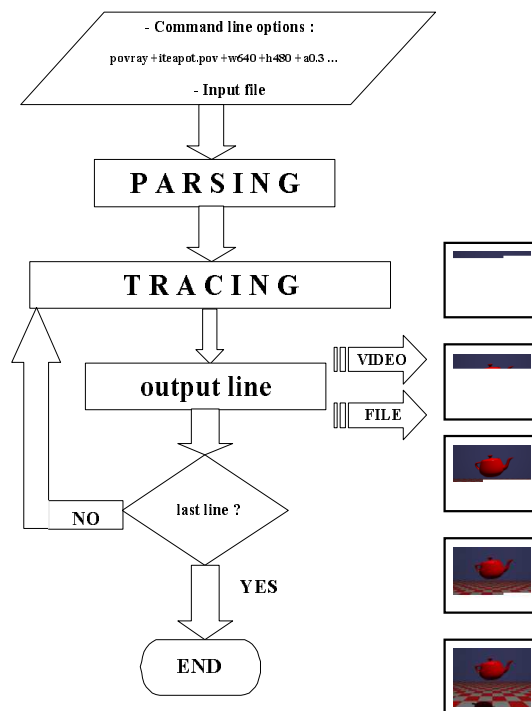 - Command line options :
povray +iteapot.pov +w640 +h480 +a0.3 ...
- Input file
PARSING
TRACING
output line
VIDEO
FILE
last line ?
NO
YES
END